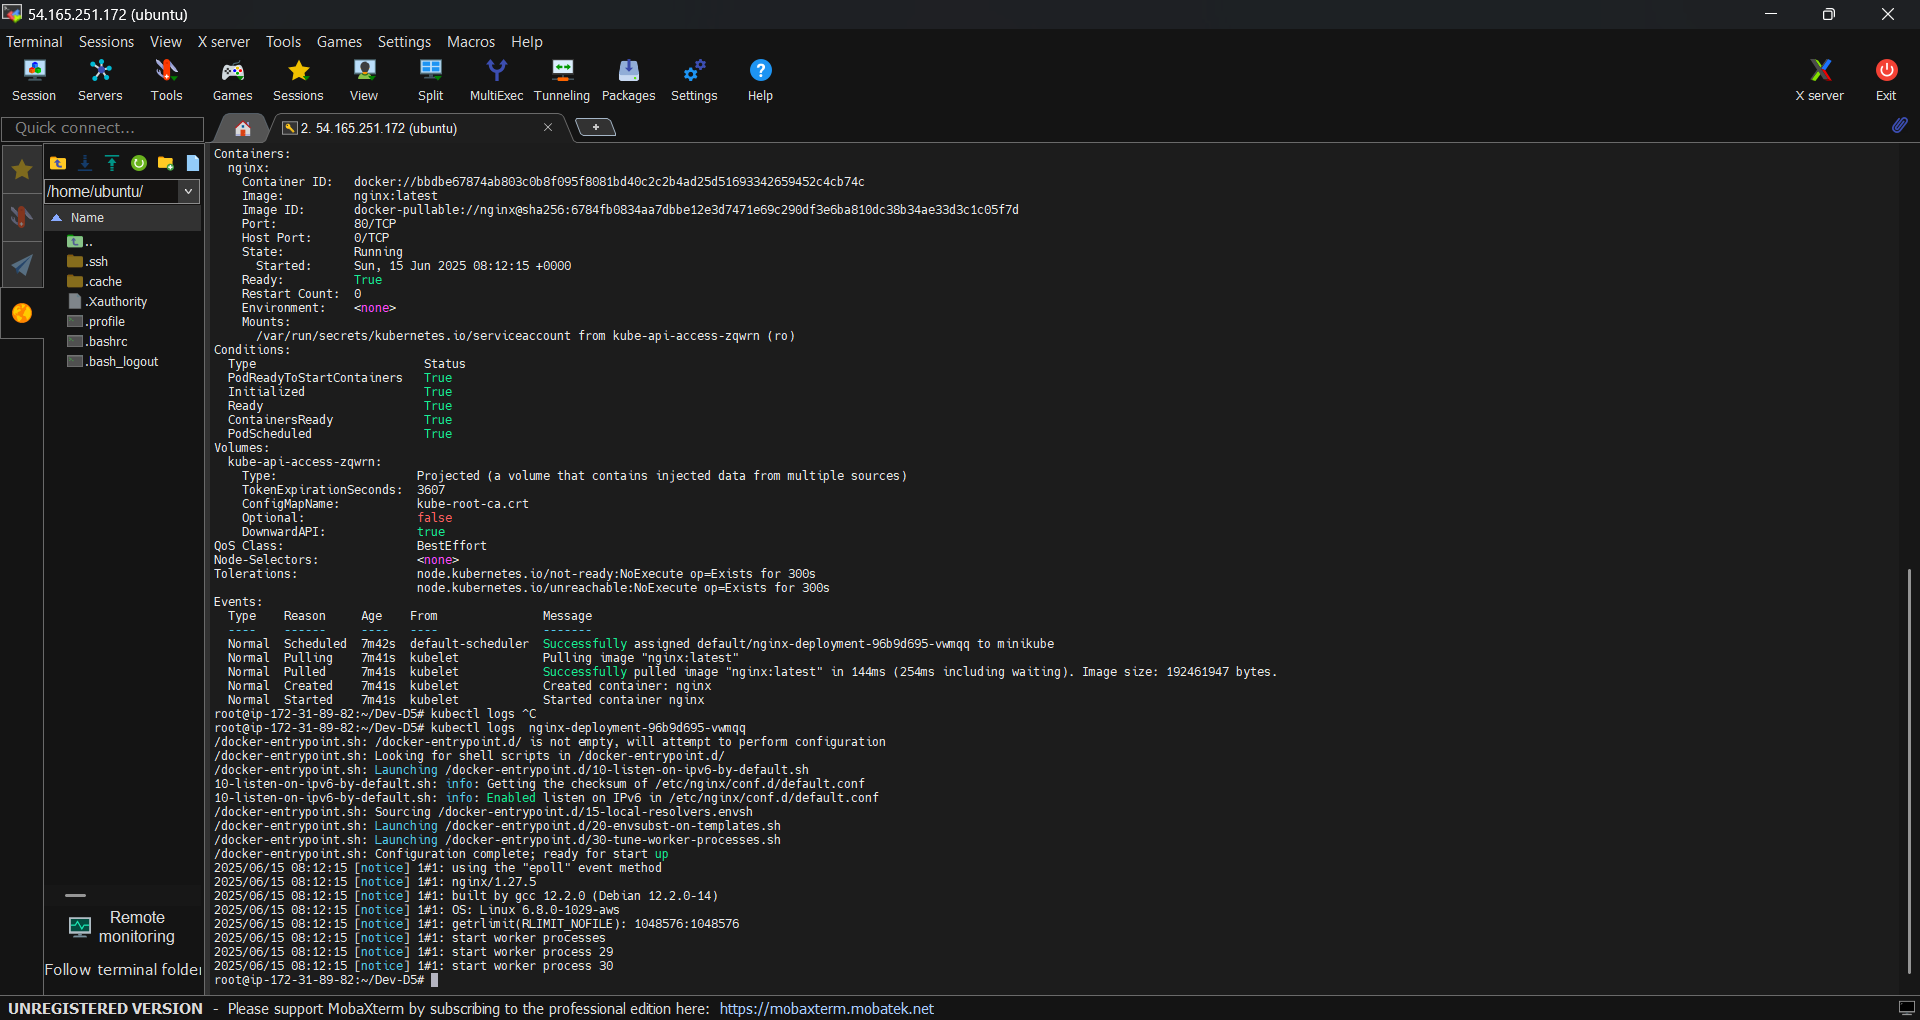 54.165.251.172 (ubuntu)
Terminal Sessions View X server Tools Games Settings Macros Help
Session Servers Tools Games Sessions View Split MultiExec Tunneling Packages Settings Help X server Exit
Quick connect...
2. 54.165.251.172 (ubuntu)
/home/ubuntu/
Name
..
.ssh
.cache
.Xauthority
.profile
.bashrc
.bash_logout
Remote
monitoring
Follow terminal folder
Containers:
  nginx:
    Container ID:   docker://bbdbe67874ab803c0b8f095f8081bd40c2c2b4ad25d51693342659452c4cb74c
    Image:          nginx:latest
    Image ID:       docker-pullable://nginx@sha256:6784fb0834aa7dbbe12e3d7471e69c290df3e6ba810dc38b34ae33d3c1c05f7d
    Port:           80/TCP
    Host Port:      0/TCP
    State:          Running
      Started:      Sun, 15 Jun 2025 08:12:15 +0000
    Ready:          True
    Restart Count:  0
    Environment:    <none>
    Mounts:
      /var/run/secrets/kubernetes.io/serviceaccount from kube-api-access-zqwrn (ro)
Conditions:
  Type                        Status
  PodReadyToStartContainers   True
  Initialized                 True
  Ready                       True
  ContainersReady             True
  PodScheduled                True
Volumes:
  kube-api-access-zqwrn:
    Type:                    Projected (a volume that contains injected data from multiple sources)
    TokenExpirationSeconds:  3607
    ConfigMapName:           kube-root-ca.crt
    Optional:                false
    DownwardAPI:             true
QoS Class:                   BestEffort
Node-Selectors:              <none>
Tolerations:                 node.kubernetes.io/not-ready:NoExecute op=Exists for 300s
                             node.kubernetes.io/unreachable:NoExecute op=Exists for 300s
Events:
  Type    Reason     Age    From               Message
  ----    ------     ----   ----               -------
  Normal  Scheduled  7m42s  default-scheduler  Successfully assigned default/nginx-deployment-96b9d695-vwmqq to minikube
  Normal  Pulling    7m41s  kubelet            Pulling image "nginx:latest"
  Normal  Pulled     7m41s  kubelet            Successfully pulled image "nginx:latest" in 144ms (254ms including waiting). Image size: 192461947 bytes.
  Normal  Created    7m41s  kubelet            Created container: nginx
  Normal  Started    7m41s  kubelet            Started container nginx
root@ip-172-31-89-82:~/Dev-D5# kubectl logs ^C
root@ip-172-31-89-82:~/Dev-D5# kubectl logs  nginx-deployment-96b9d695-vwmqq
/docker-entrypoint.sh: /docker-entrypoint.d/ is not empty, will attempt to perform configuration
/docker-entrypoint.sh: Looking for shell scripts in /docker-entrypoint.d/
/docker-entrypoint.sh: Launching /docker-entrypoint.d/10-listen-on-ipv6-by-default.sh
10-listen-on-ipv6-by-default.sh: info: Getting the checksum of /etc/nginx/conf.d/default.conf
10-listen-on-ipv6-by-default.sh: info: Enabled listen on IPv6 in /etc/nginx/conf.d/default.conf
/docker-entrypoint.sh: Sourcing /docker-entrypoint.d/15-local-resolvers.envsh
/docker-entrypoint.sh: Launching /docker-entrypoint.d/20-envsubst-on-templates.sh
/docker-entrypoint.sh: Launching /docker-entrypoint.d/30-tune-worker-processes.sh
/docker-entrypoint.sh: Configuration complete; ready for start up
2025/06/15 08:12:15 [notice] 1#1: using the "epoll" event method
2025/06/15 08:12:15 [notice] 1#1: nginx/1.27.5
2025/06/15 08:12:15 [notice] 1#1: built by gcc 12.2.0 (Debian 12.2.0-14)
2025/06/15 08:12:15 [notice] 1#1: OS: Linux 6.8.0-1029-aws
2025/06/15 08:12:15 [notice] 1#1: getrlimit(RLIMIT_NOFILE): 1048576:1048576
2025/06/15 08:12:15 [notice] 1#1: start worker processes
2025/06/15 08:12:15 [notice] 1#1: start worker process 29
2025/06/15 08:12:15 [notice] 1#1: start worker process 30
root@ip-172-31-89-82:~/Dev-D5#
UNREGISTERED VERSION - Please support MobaXterm by subscribing to the professional edition here: https://mobaxterm.mobatek.net